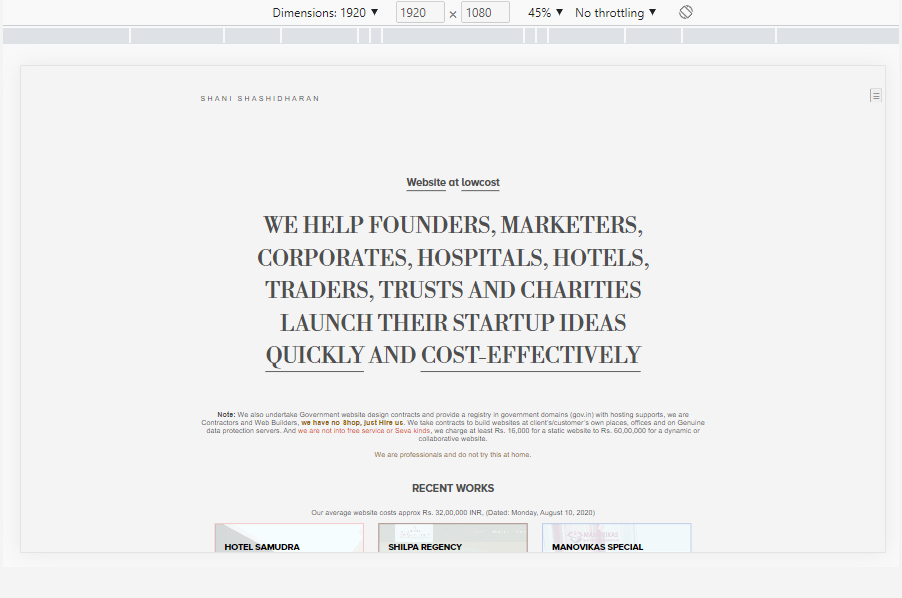 Dimensions: 1920 ▼ 1920 × 1080 45% ▼ No throttling ▼
SHANI SHASHIDHARAN
Website at lowcost
WE HELP FOUNDERS, MARKETERS,
CORPORATES, HOSPITALS, HOTELS,
TRADERS, TRUSTS AND CHARITIES
LAUNCH THEIR STARTUP IDEAS
QUICKLY AND COST-EFFECTIVELY
Note: We also undertake Government website design contracts and provide a registry in government domains (gov.in) with hosting supports, we are
Contractors and Web Builders, we have no Shop, just Hire us. We take contracts to build websites at client's/customer's own places, offices and on Genuine
data protection servers. And we are not into free service or Seva kinds, we charge at least Rs. 16,000 for a static website to Rs. 60,00,000 for a dynamic or
collaborative website.
We are professionals and do not try this at home.
RECENT WORKS
Our average website costs approx Rs. 32,00,000 INR, (Dated: Monday, August 10, 2020)
HOTEL SAMUDRA SHILPA REGENCY MANOVIKAS SPECIAL